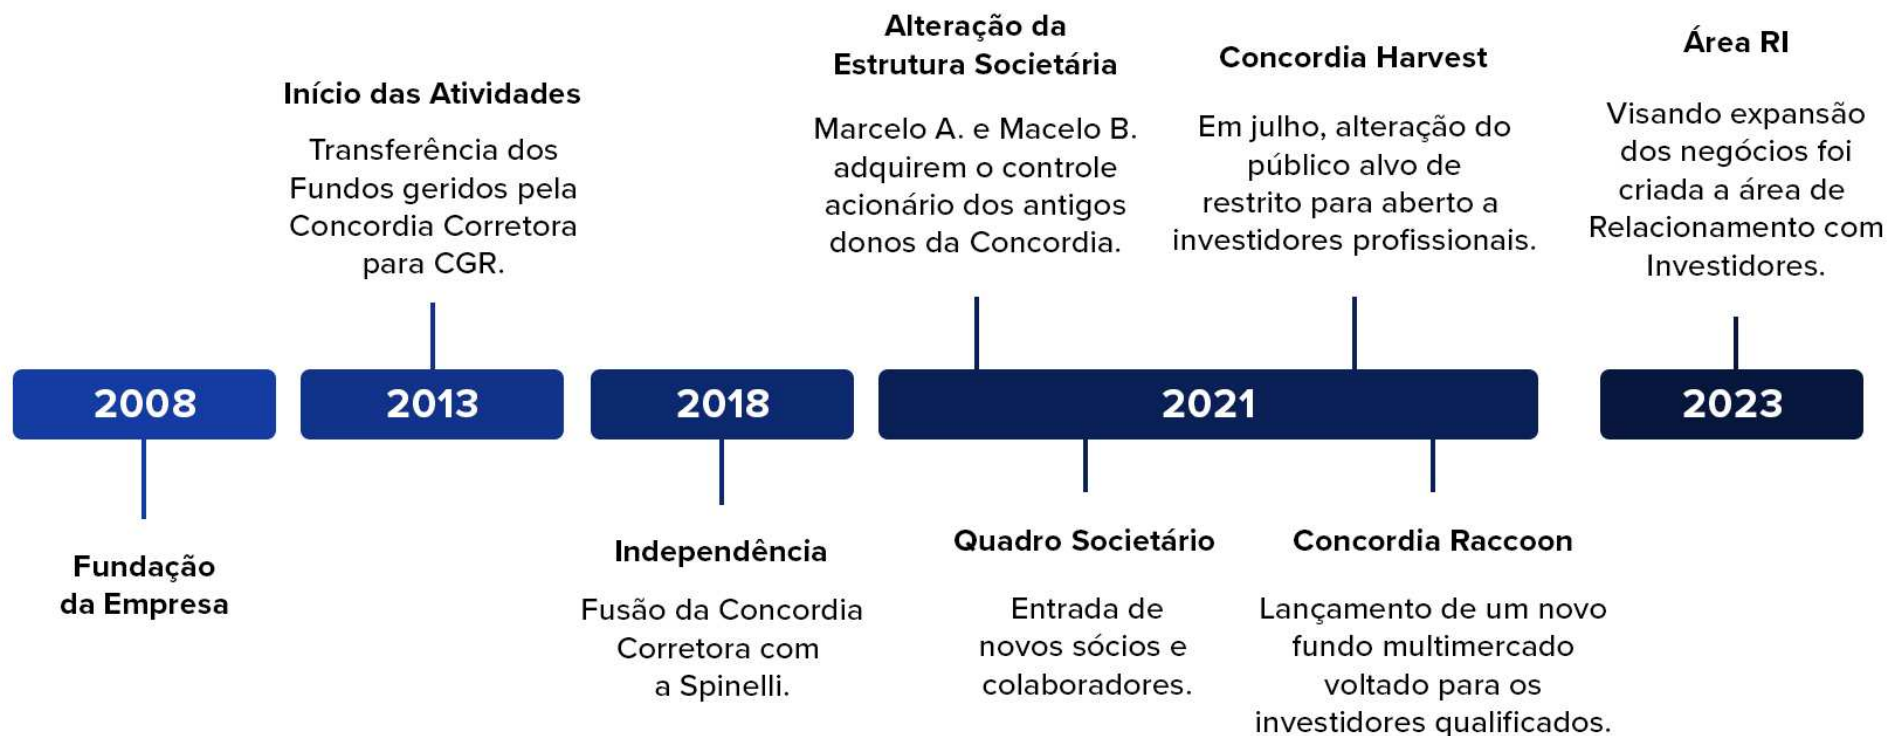 2008
Fundação
da Empresa
Início das Atividades
Transferência dos
Fundos geridos pela
Concordia Corretora
para CGR.
2013
2018
Independência
Fusão da Concordia
Corretora com
a Spinelli.
Alteração da
Estrutura Societária
Marcelo A. e Macelo B.
adquirem o controle
acionário dos antigos
donos da Concordia.
Concordia Harvest
Em julho, alteração do
público alvo de
restrito para aberto a
investidores profissionais.
2021
Quadro Societário
Entrada de
novos sócios e
colaboradores.
Concordia Raccoon
Lançamento de um novo
fundo multimercado
voltado para os
investidores qualificados.
Área RI
Visando expansão
dos negócios foi
criada a área de
Relacionamento com
Investidores.
2023